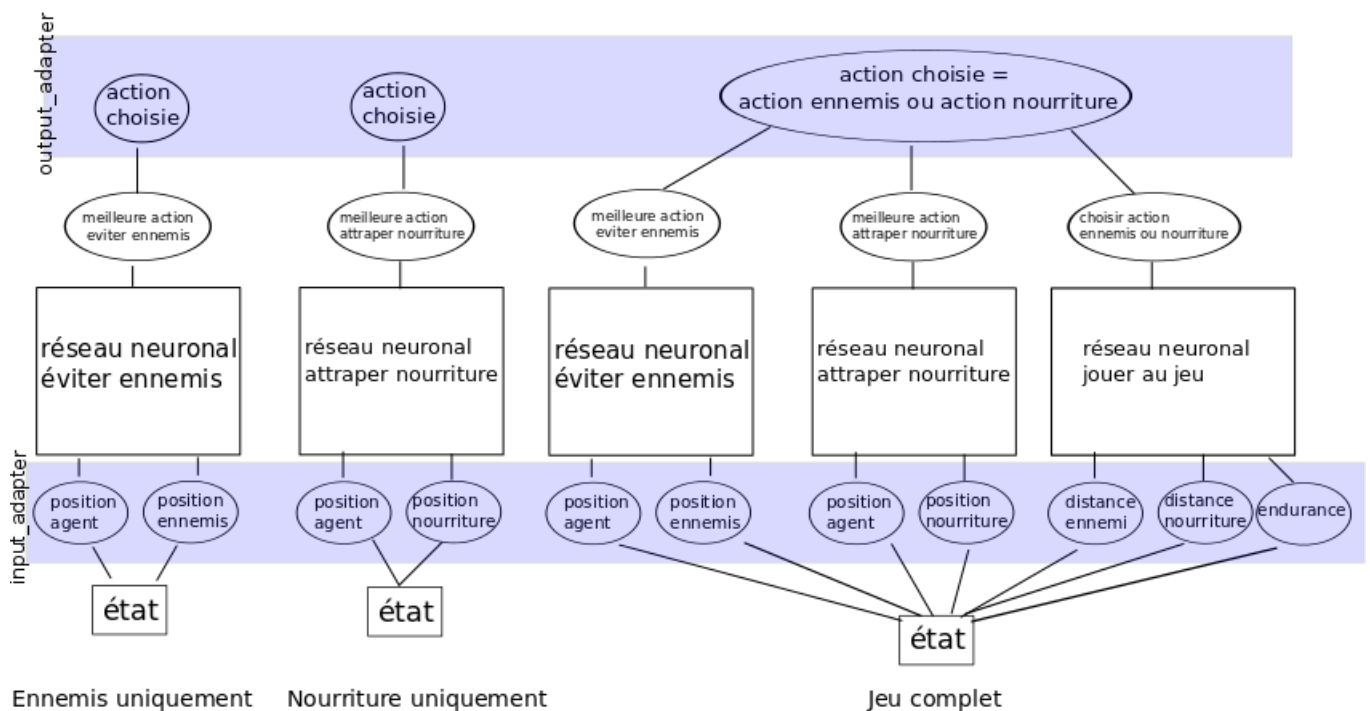 output_adapter
action
choisie
action
choisie
action choisie =
action ennemis ou action nourriture
meilleure action
eviter ennemis
meilleure action
attraper nourriture
meilleure action
eviter ennemis
meilleure action
attraper nourriture
choisir action
ennemis ou nourriture
réseau neuronal
éviter ennemis
réseau neuronal
attraper nourriture
réseau neuronal
éviter ennemis
réseau neuronal
attraper nourriture
réseau neuronal
jouer au jeu
input_adapter
position
agent
position
ennemis
position
agent
position
nourriture
position
agent
position
ennemis
position
agent
position
nourriture
distance
ennemi
distance
nourriture
endurance
état
état
état
Ennemis uniquement
Nourriture uniquement
Jeu complet